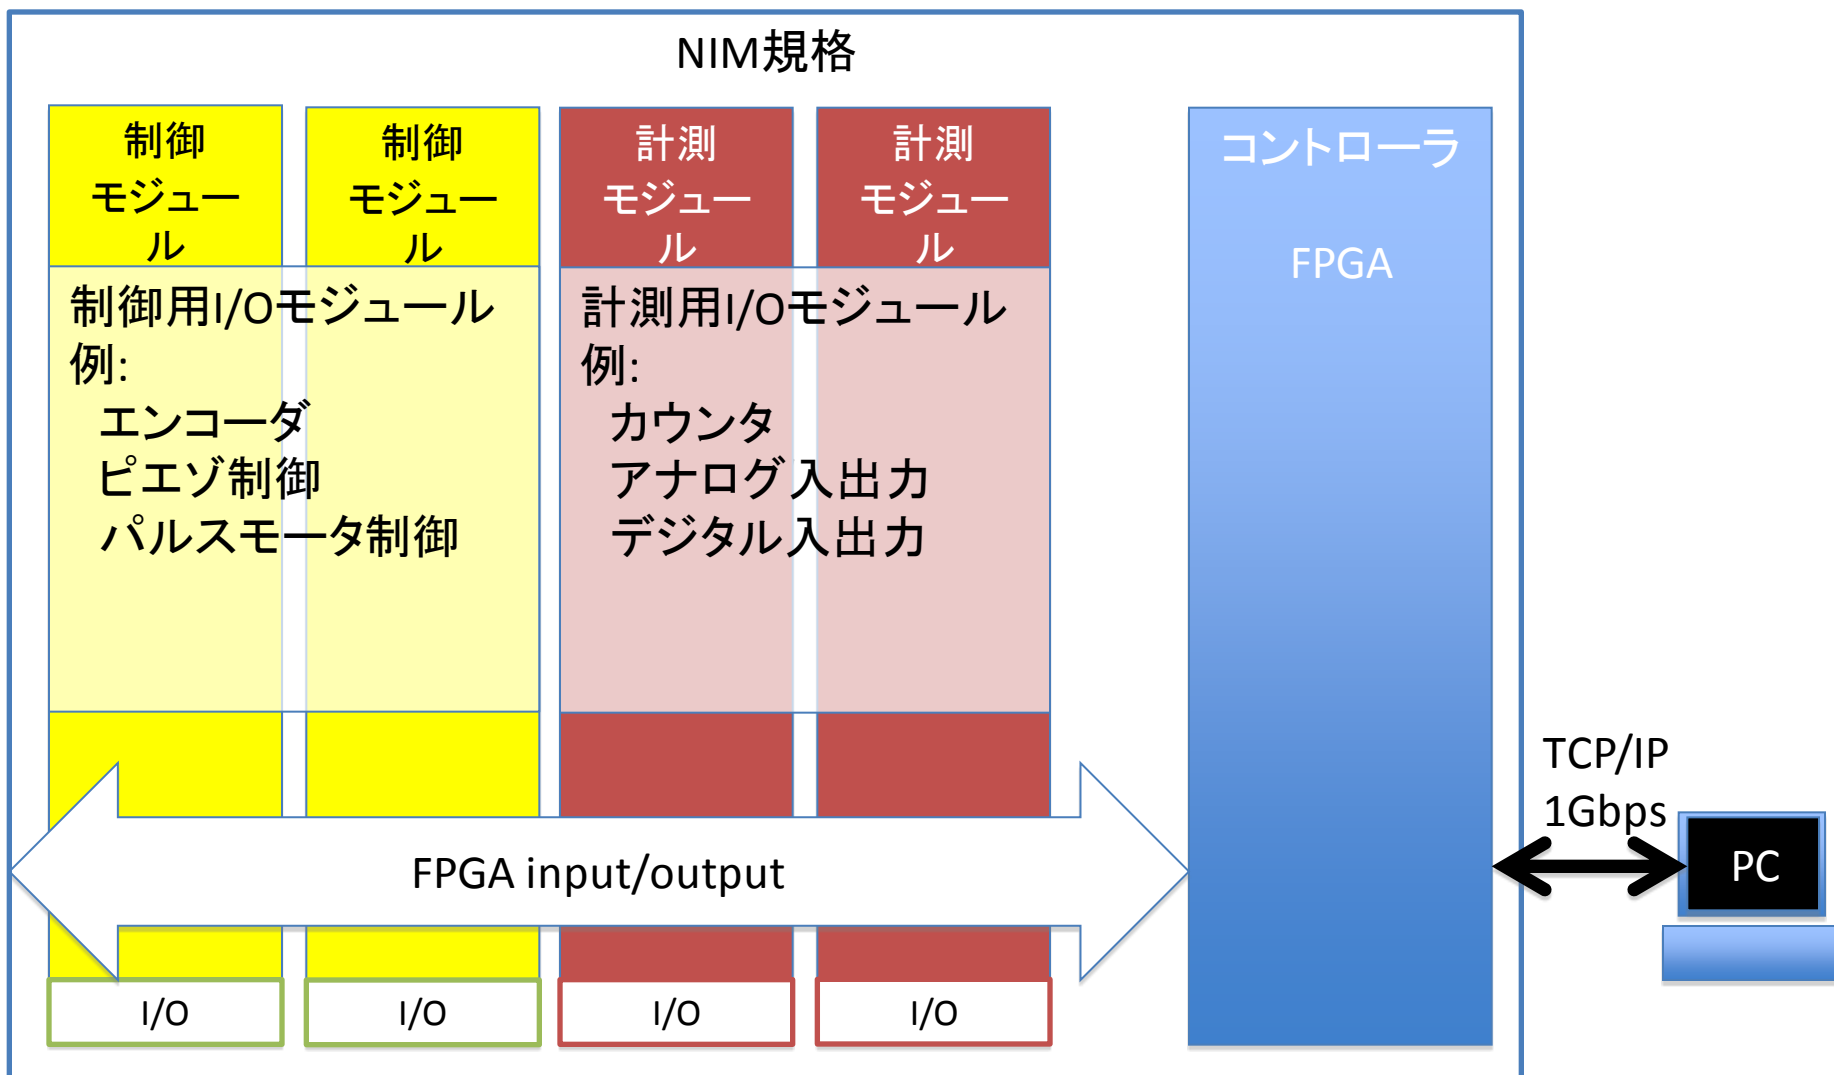 NIM規格
制御
モジュー
ル
制御
モジュー
ル
計測
モジュー
ル
計測
モジュー
ル
コントローラ
FPGA
制御用I/Oモジュール
例:
エンコーダ
ピエゾ制御
パルスモータ制御
計測用I/Oモジュール
例:
カウンタ
アナログ入出力
デジタル入出力
TCP/IP
1Gbps
PC
FPGA input/output
I/O
I/O
I/O
I/O